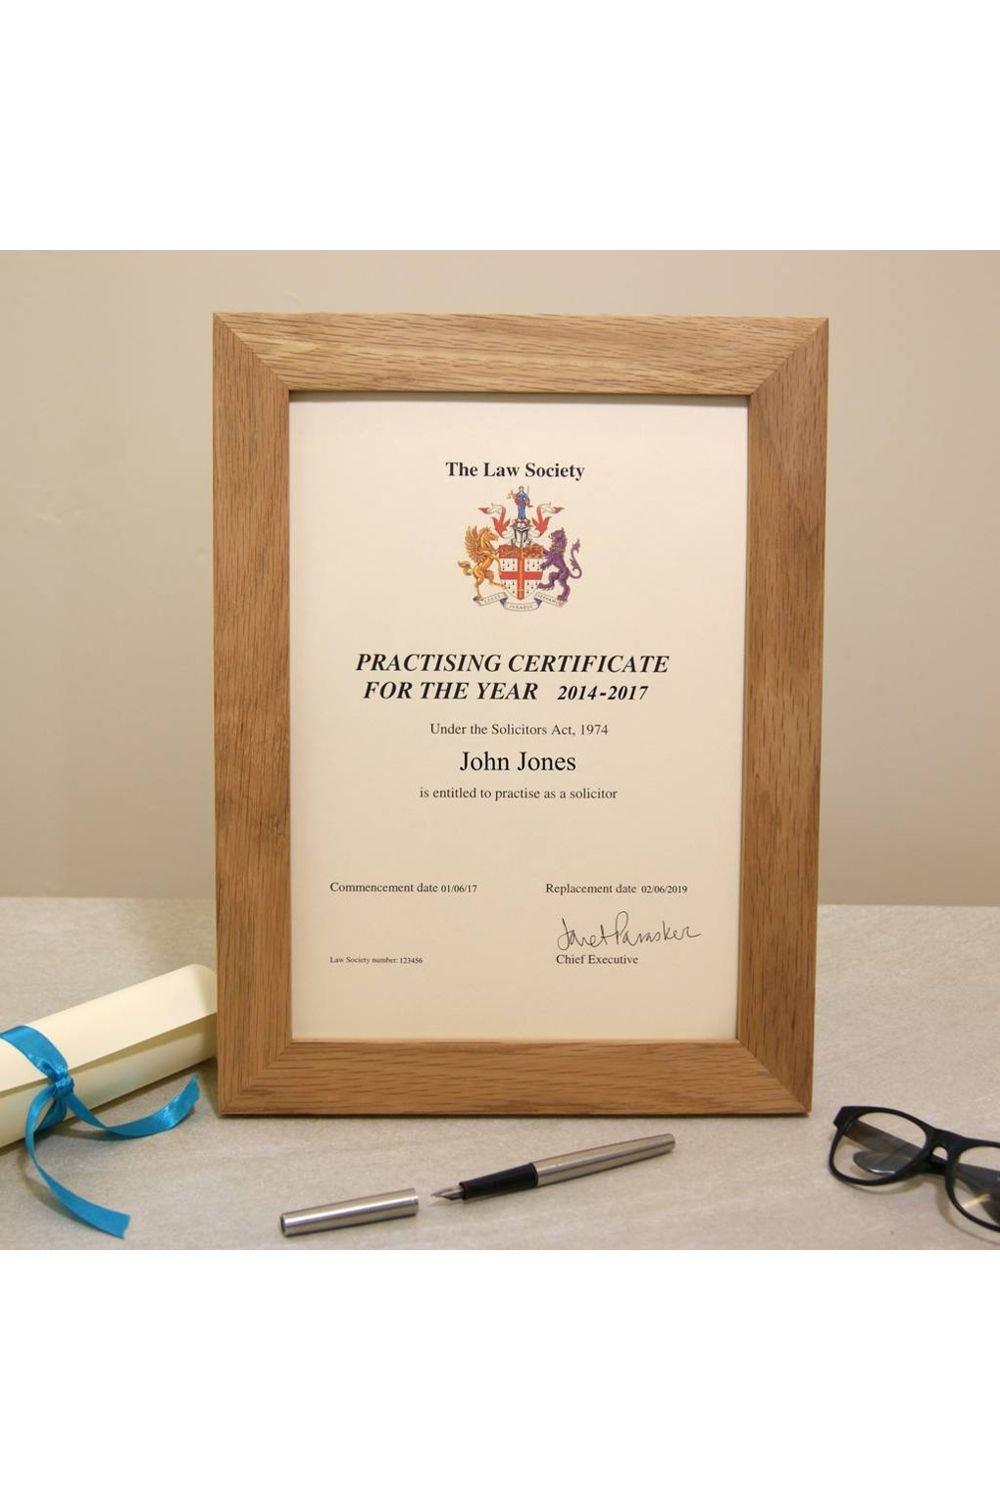 The Law Society
PRACTISING CERTIFICATE
FOR THE YEAR 2014-2017
Under the Solicitors Act, 1974
John Jones
is entitled to practise as a solicitor
Commencement date 01/06/17 Replacement date 02/06/2019
Chief Executive
Law Society number: 123456